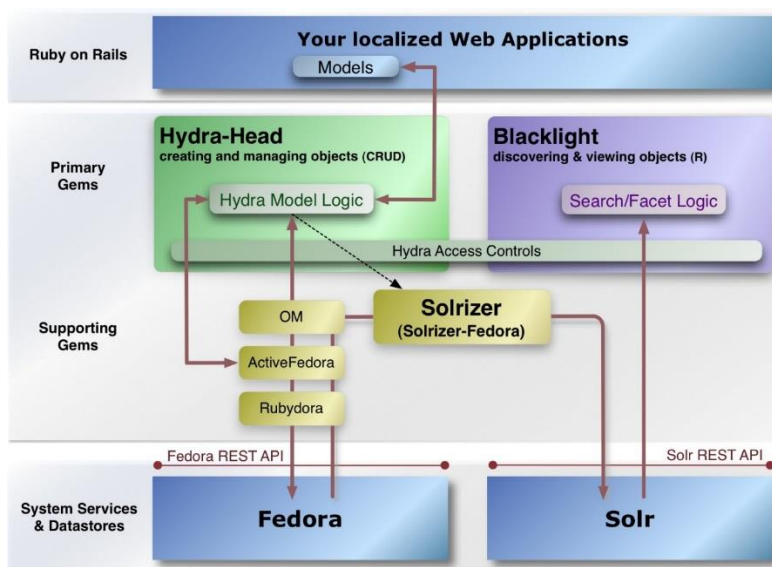 Ruby on Rails
Your localized Web Applications
Models
Primary
Gems
Hydra-Head
creating and managing objects (CRUD)
Hydra Model Logic
Blacklight
discovering & viewing objects (R)
Search/Facet Logic
Hydra Access Controls
Supporting
Gems
OM
Solrizer
(Solrizer-Fedora)
ActiveFedora
Rubydora
Fedora REST API
Solr REST API
System Services
& Datastores
Fedora
Solr